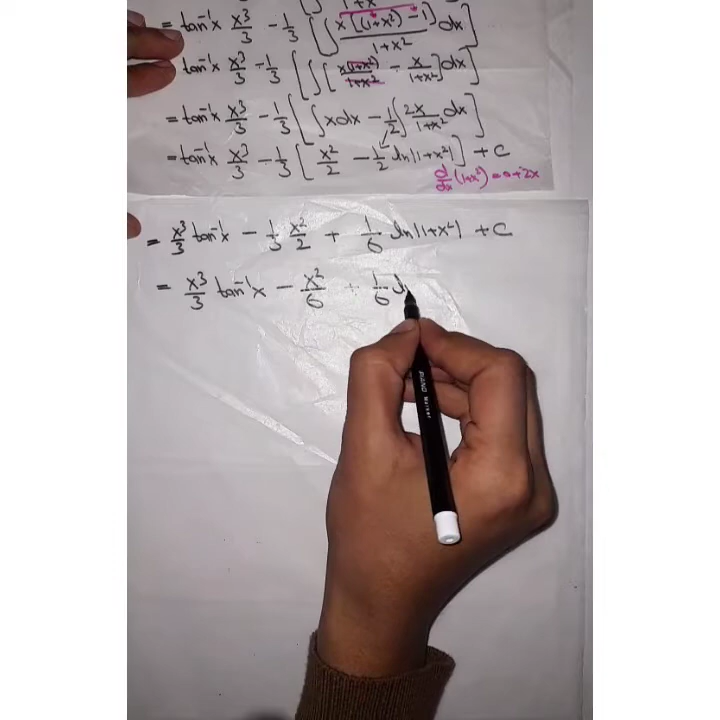 1+x²
= tan⁻¹x x³/3 - 1/3 [∫ x[(1+x²) - 1]/1+x² dx]
tan⁻¹x x³/3 - 1/3 [∫ [x(1+x²)/1+x² - x/1+x²] dx]
= tan⁻¹x x³/3 - 1/3 [∫ x dx - 1/2 ∫ 2x/1+x² dx]
= tan⁻¹x x³/3 - 1/3 [x²/2 - 1/2 ln|1+x²|] + C
d/dx (1+x²) = 0+2x
= x³/3 tan⁻¹x - 1/3 x²/2 + 1/6 ln|1+x²| + C
= x³/3 tan⁻¹x - x²/6 + 1/6 l